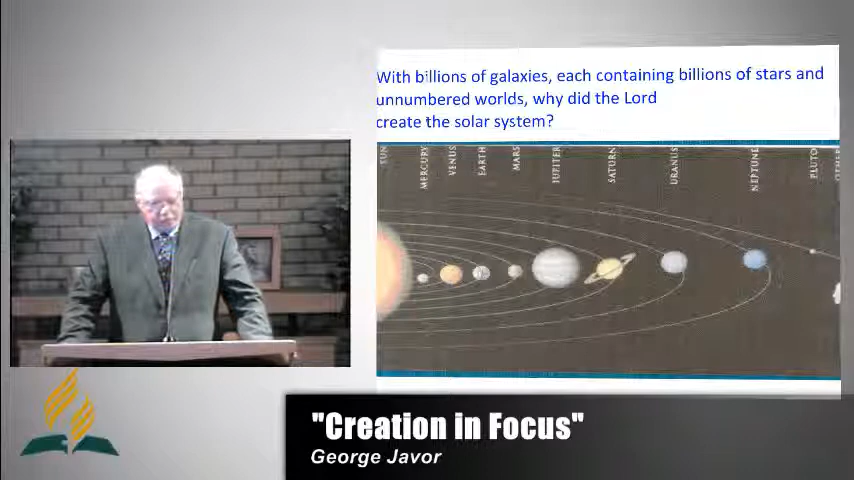 With billions of galaxies, each containing billions of stars and
unnumbered worlds, why did the Lord
create the solar system?
SUN
MERCURY
VENUS
EARTH
MARS
JUPITER
SATURN
URANUS
NEPTUNE
PLUTO
"Creation in Focus"
George Javor